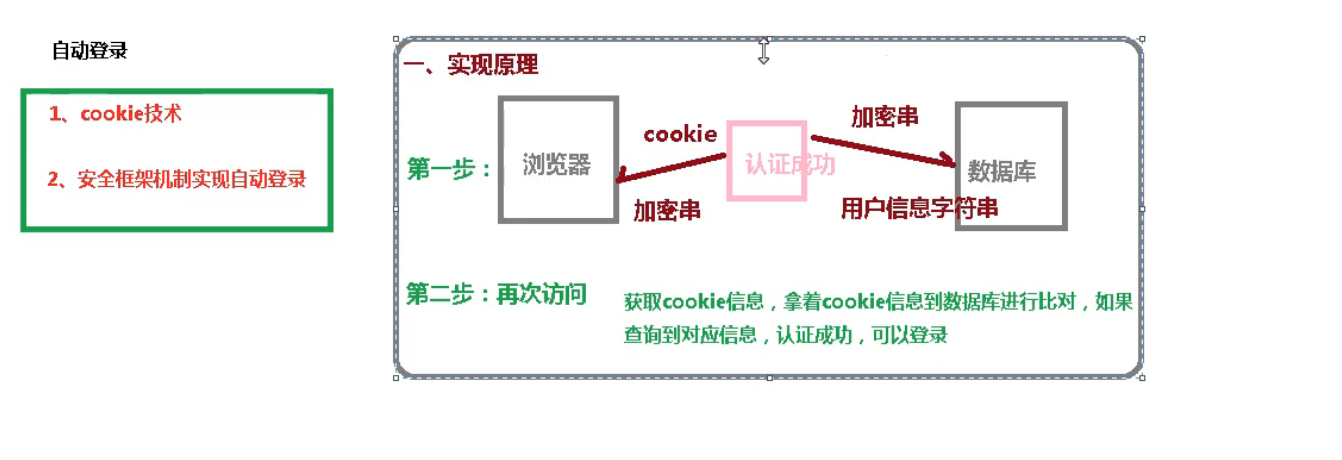 自动登录
1、cookie技术
2、安全框架机制实现自动登录
一、实现原理
第一步：
浏览器
cookie
加密串
认证成功
加密串
用户信息字符串
数据库
第二步：再次访问
获取cookie信息，拿着cookie信息到数据库进行比对，如果
查询到对应信息，认证成功，可以登录